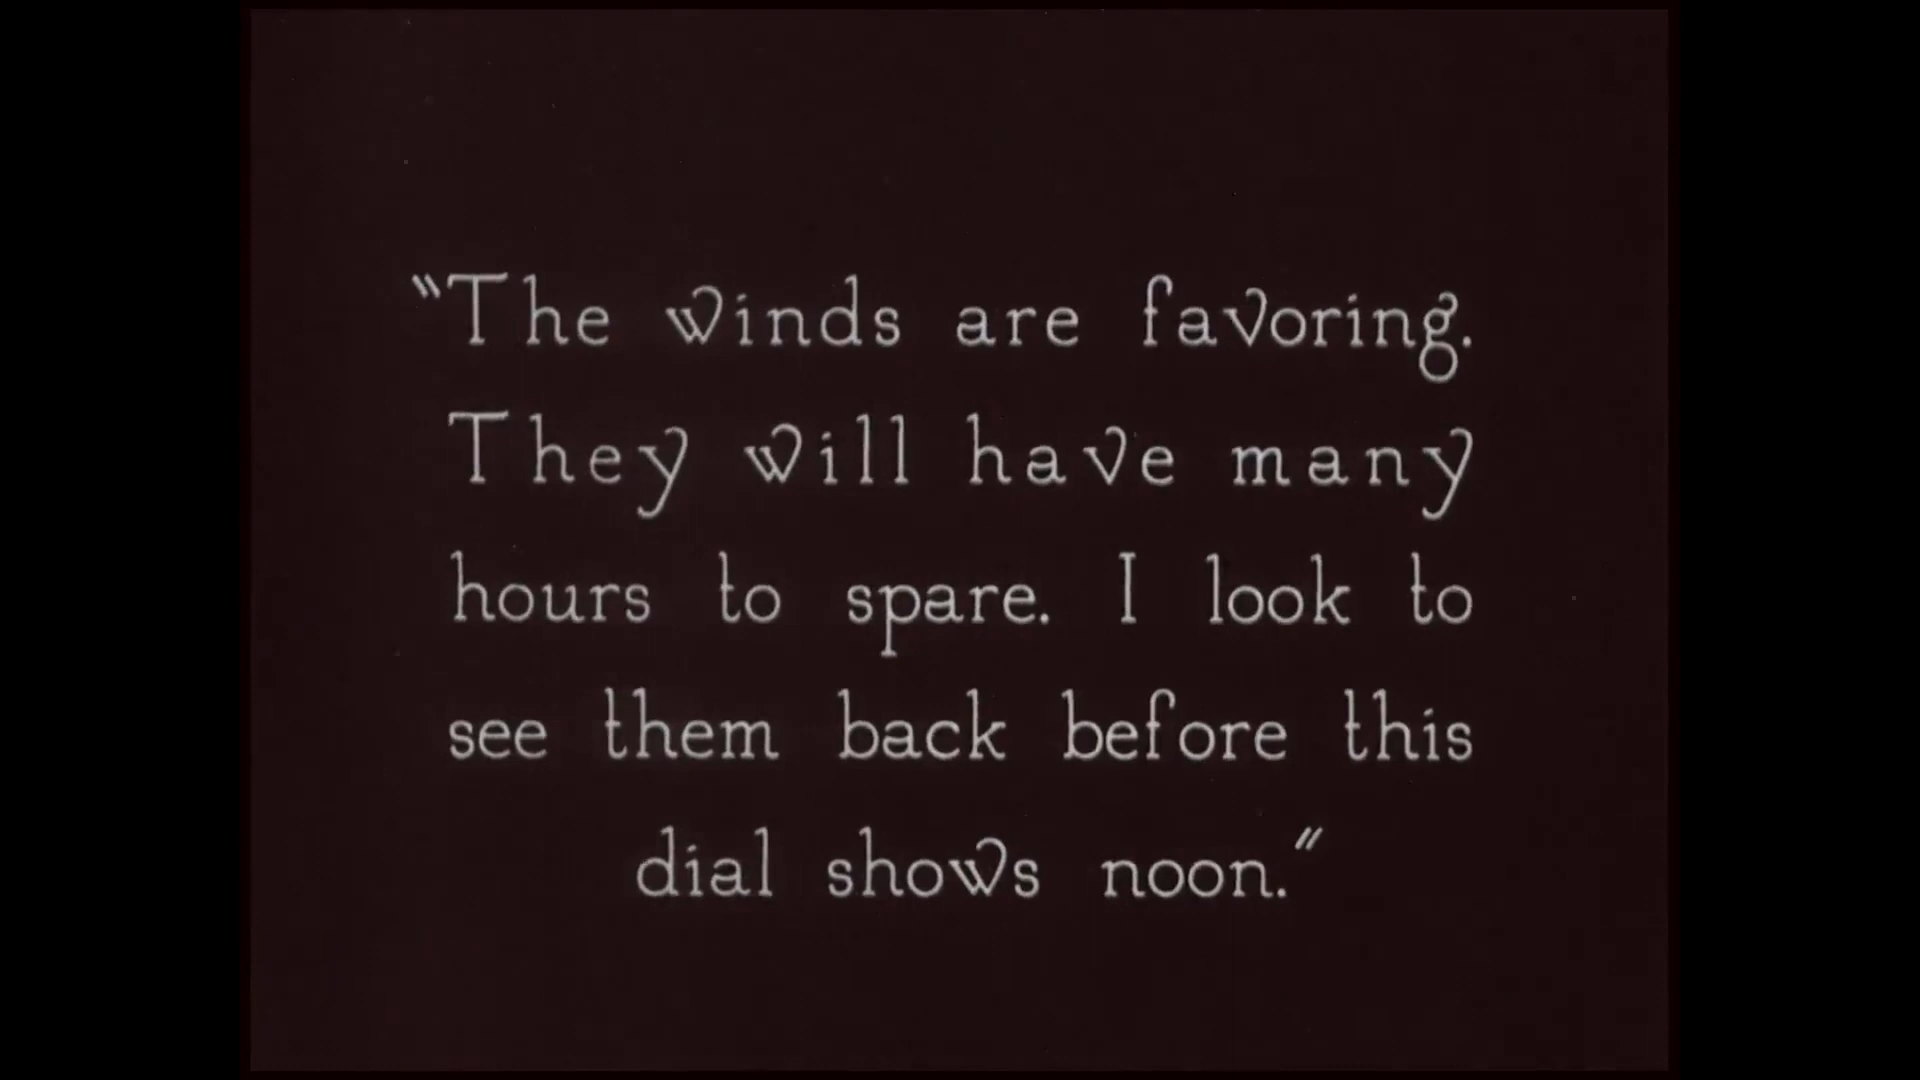 "The winds are favoring.
They will have many
hours to spare. I look to
see them back before this
dial shows noon."